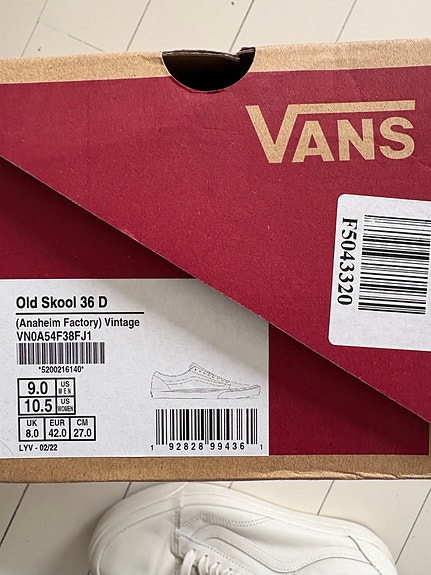 VANS
F5043320
Old Skool 36 D
(Anaheim Factory) Vintage
VN0A54F38FJ1
*5200216140*
9.0 US MEN
10.5 US WOMEN
UK 8.0 EUR 42.0 CM 27.0
LYV - 02/22
1 92828 99436 1